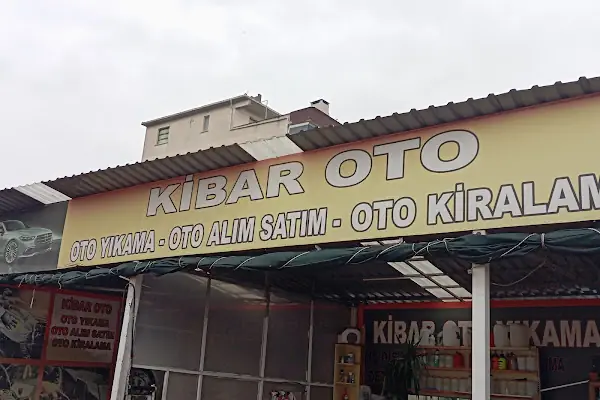 KİBAR OTO
OTO YIKAMA - OTO ALIM SATIM - OTO KİRALAMA
KİBAR OTO
OTO YIKAMA
OTO ALIM SATIM
OTO KİRALAMA
KİBAR OTO YIKAMA